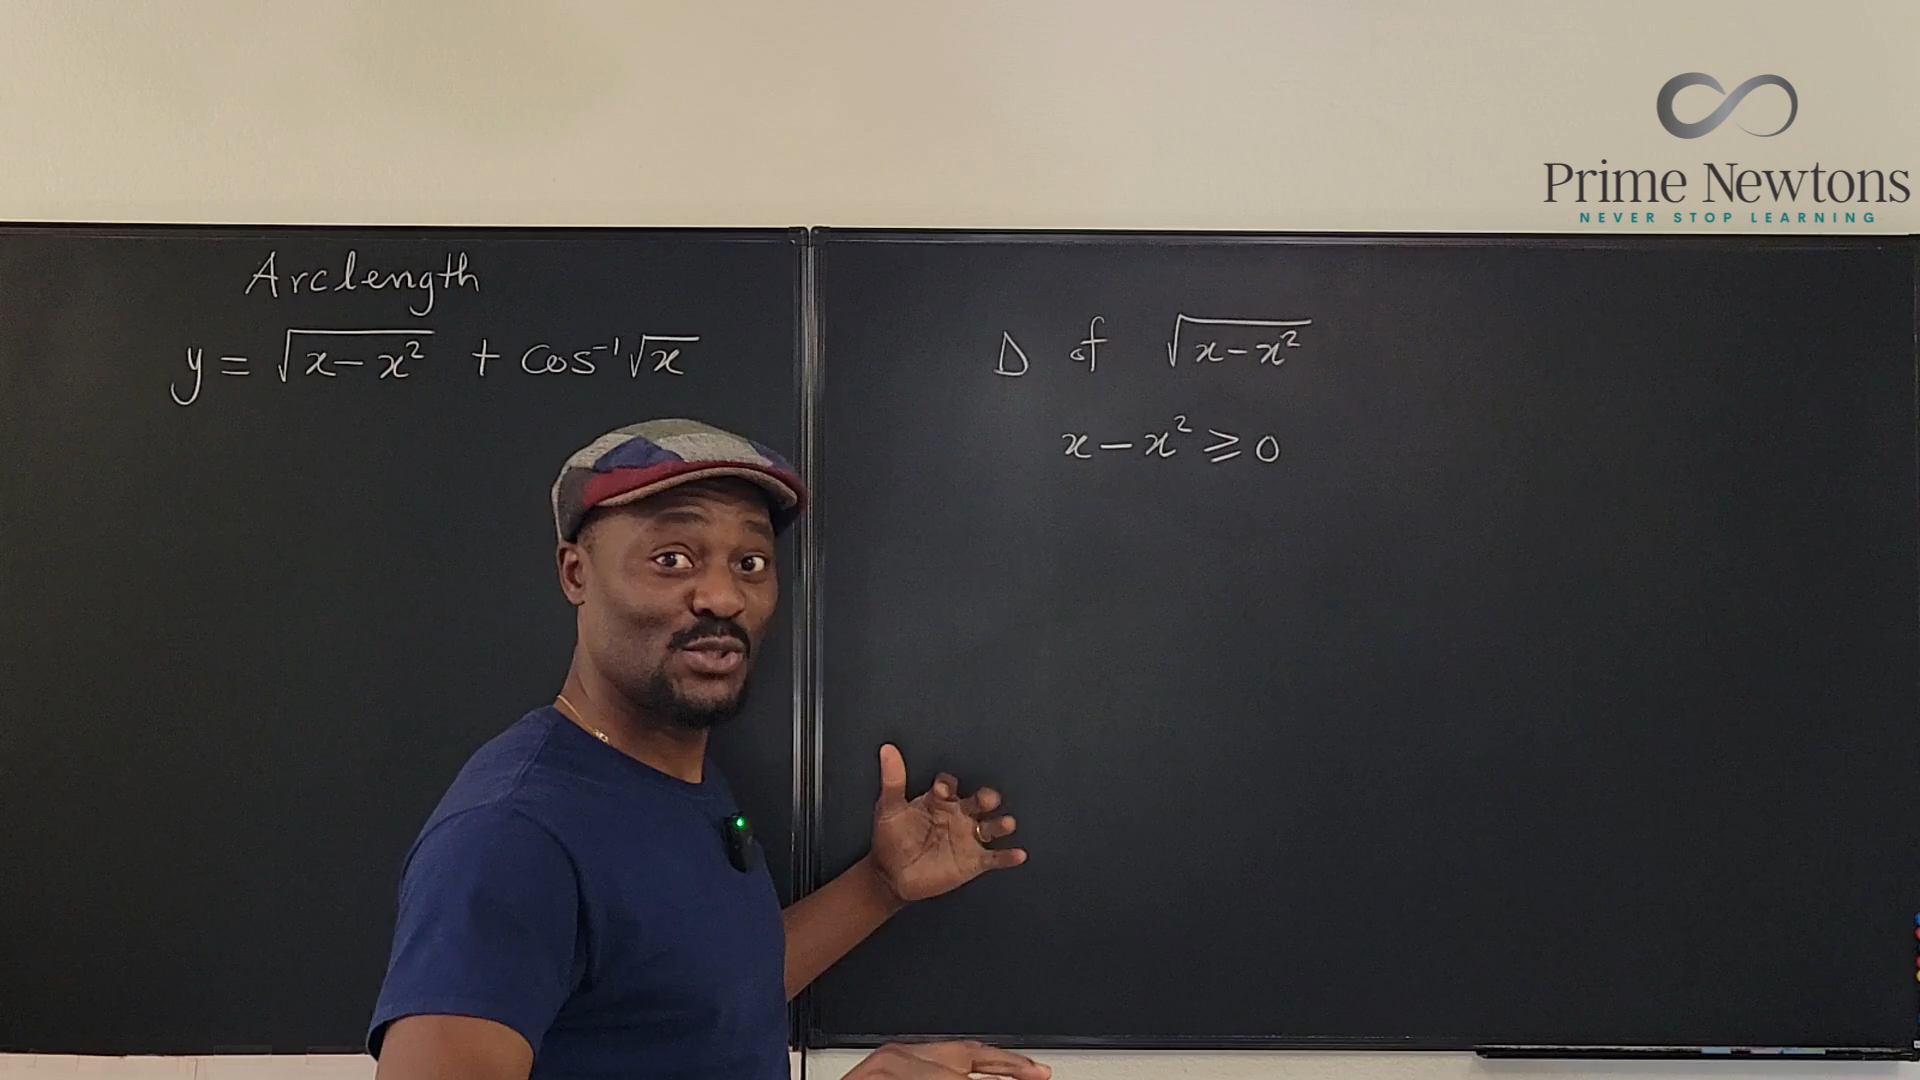 Prime Newtons
NEVER STOP LEARNING
Arclength
y = √(x-x²) + cos⁻¹√x
D of √(x-x²)
x-x² ≥ 0